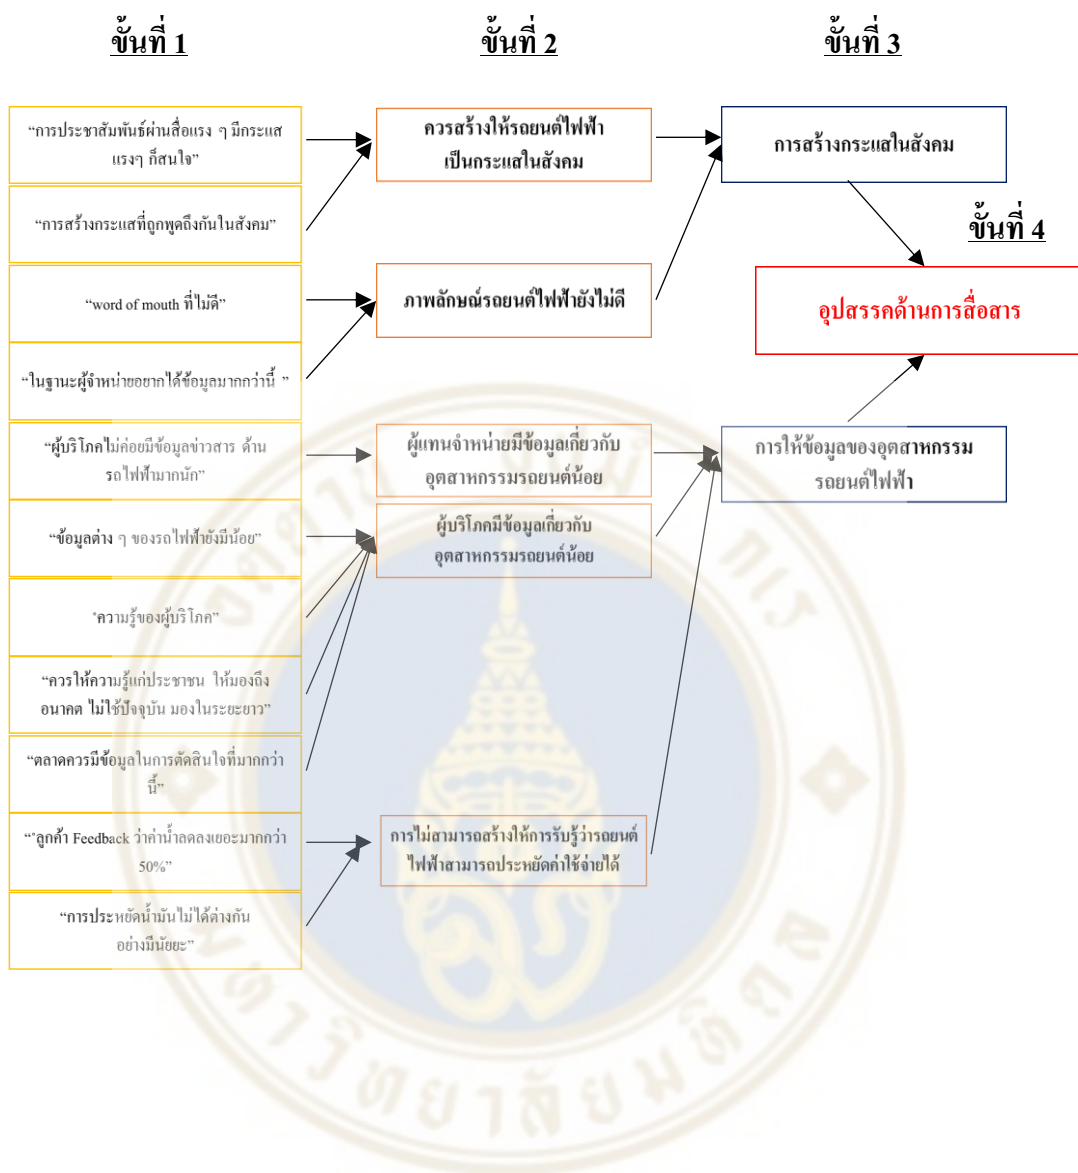 ขั้นที่ 1
ขั้นที่ 2
ขั้นที่ 3
“การประชาสัมพันธ์ผ่านสื่อแรง ๆ มีกระแส
แรงๆ ก็สนใจ”
“การสร้างกระแสที่ถูกพูดถึงกันในสังคม”
“word of mouth ที่ไม่ดี”
“ในฐานะผู้จำหน่ายอยากได้ข้อมูลมากกว่านี้ ”
“ผู้บริโภคไม่ค่อยมีข้อมูลข่าวสาร ด้าน
รถไฟฟ้ามากนัก”
“ข้อมูลต่าง ๆ ของรถไฟฟ้ายังมีน้อย”
“ความรู้ของผู้บริโภค”
“ควรให้ความรู้แก่ประชาชน ให้มองถึง
อนาคต ไม่ใช้ปัจจุบัน มองในระยะยาว”
“ตลาดควรมีข้อมูลในการตัดสินใจที่มากกว่า
นี้”
“ลูกค้า Feedback ว่าค่าน้ำลดลงเยอะมากกว่า
50%”
“การประหยัดน้ำมันไม่ได้ต่างกัน
อย่างมีนัยยะ”
ควรสร้างให้รถยนต์ไฟฟ้า
เป็นกระแสในสังคม
ภาพลักษณ์รถยนต์ไฟฟ้ายังไม่ดี
ผู้แทนจำหน่ายมีข้อมูลเกี่ยวกับ
อุตสาหกรรมรถยนต์น้อย
ผู้บริโภคมีข้อมูลเกี่ยวกับ
อุตสาหกรรมรถยนต์น้อย
การไม่สามารถสร้างให้การรับรู้ว่ารถยนต์
ไฟฟ้าสามารถประหยัดค่าใช้จ่ายได้
การสร้างกระแสในสังคม
การให้ข้อมูลของอุตสาหกรรม
รถยนต์ไฟฟ้า
ขั้นที่ 4
อุปสรรคด้านการสื่อสาร
มหาวิทยาลัยมหิดล